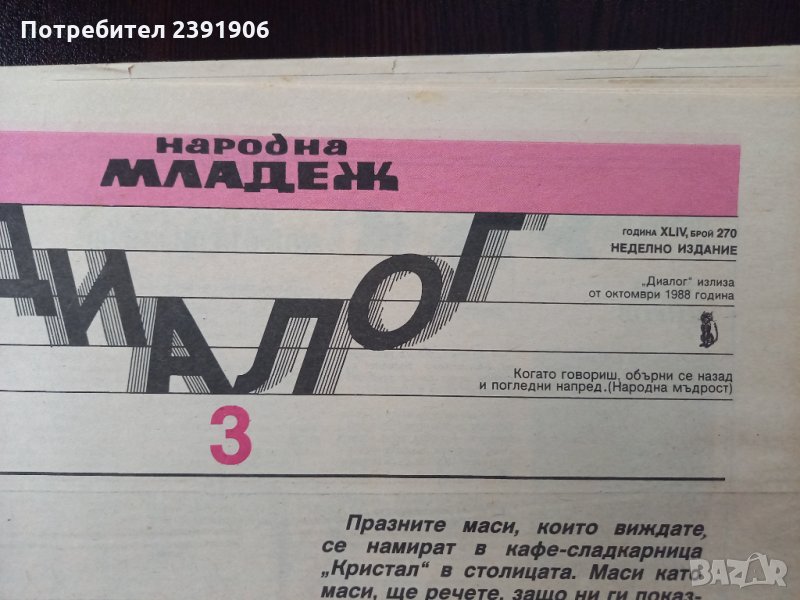 Потребител 2391906
народна
МЛАДЕЖ
ДИАЛОГ
ГОДИНА XLIV, БРОЙ 270
НЕДЕЛНО ИЗДАНИЕ
„Диалог“ излиза
от октомври 1988 година
Когато говориш, обърни се назад
и погледни напред.(Народна мъдрост)
3
Празните маси, които виждате,
се намират в кафе-сладкарница
„Кристал“ в столицата. Маси като
маси, ще речете, защо ни ги показ-
BAZAR